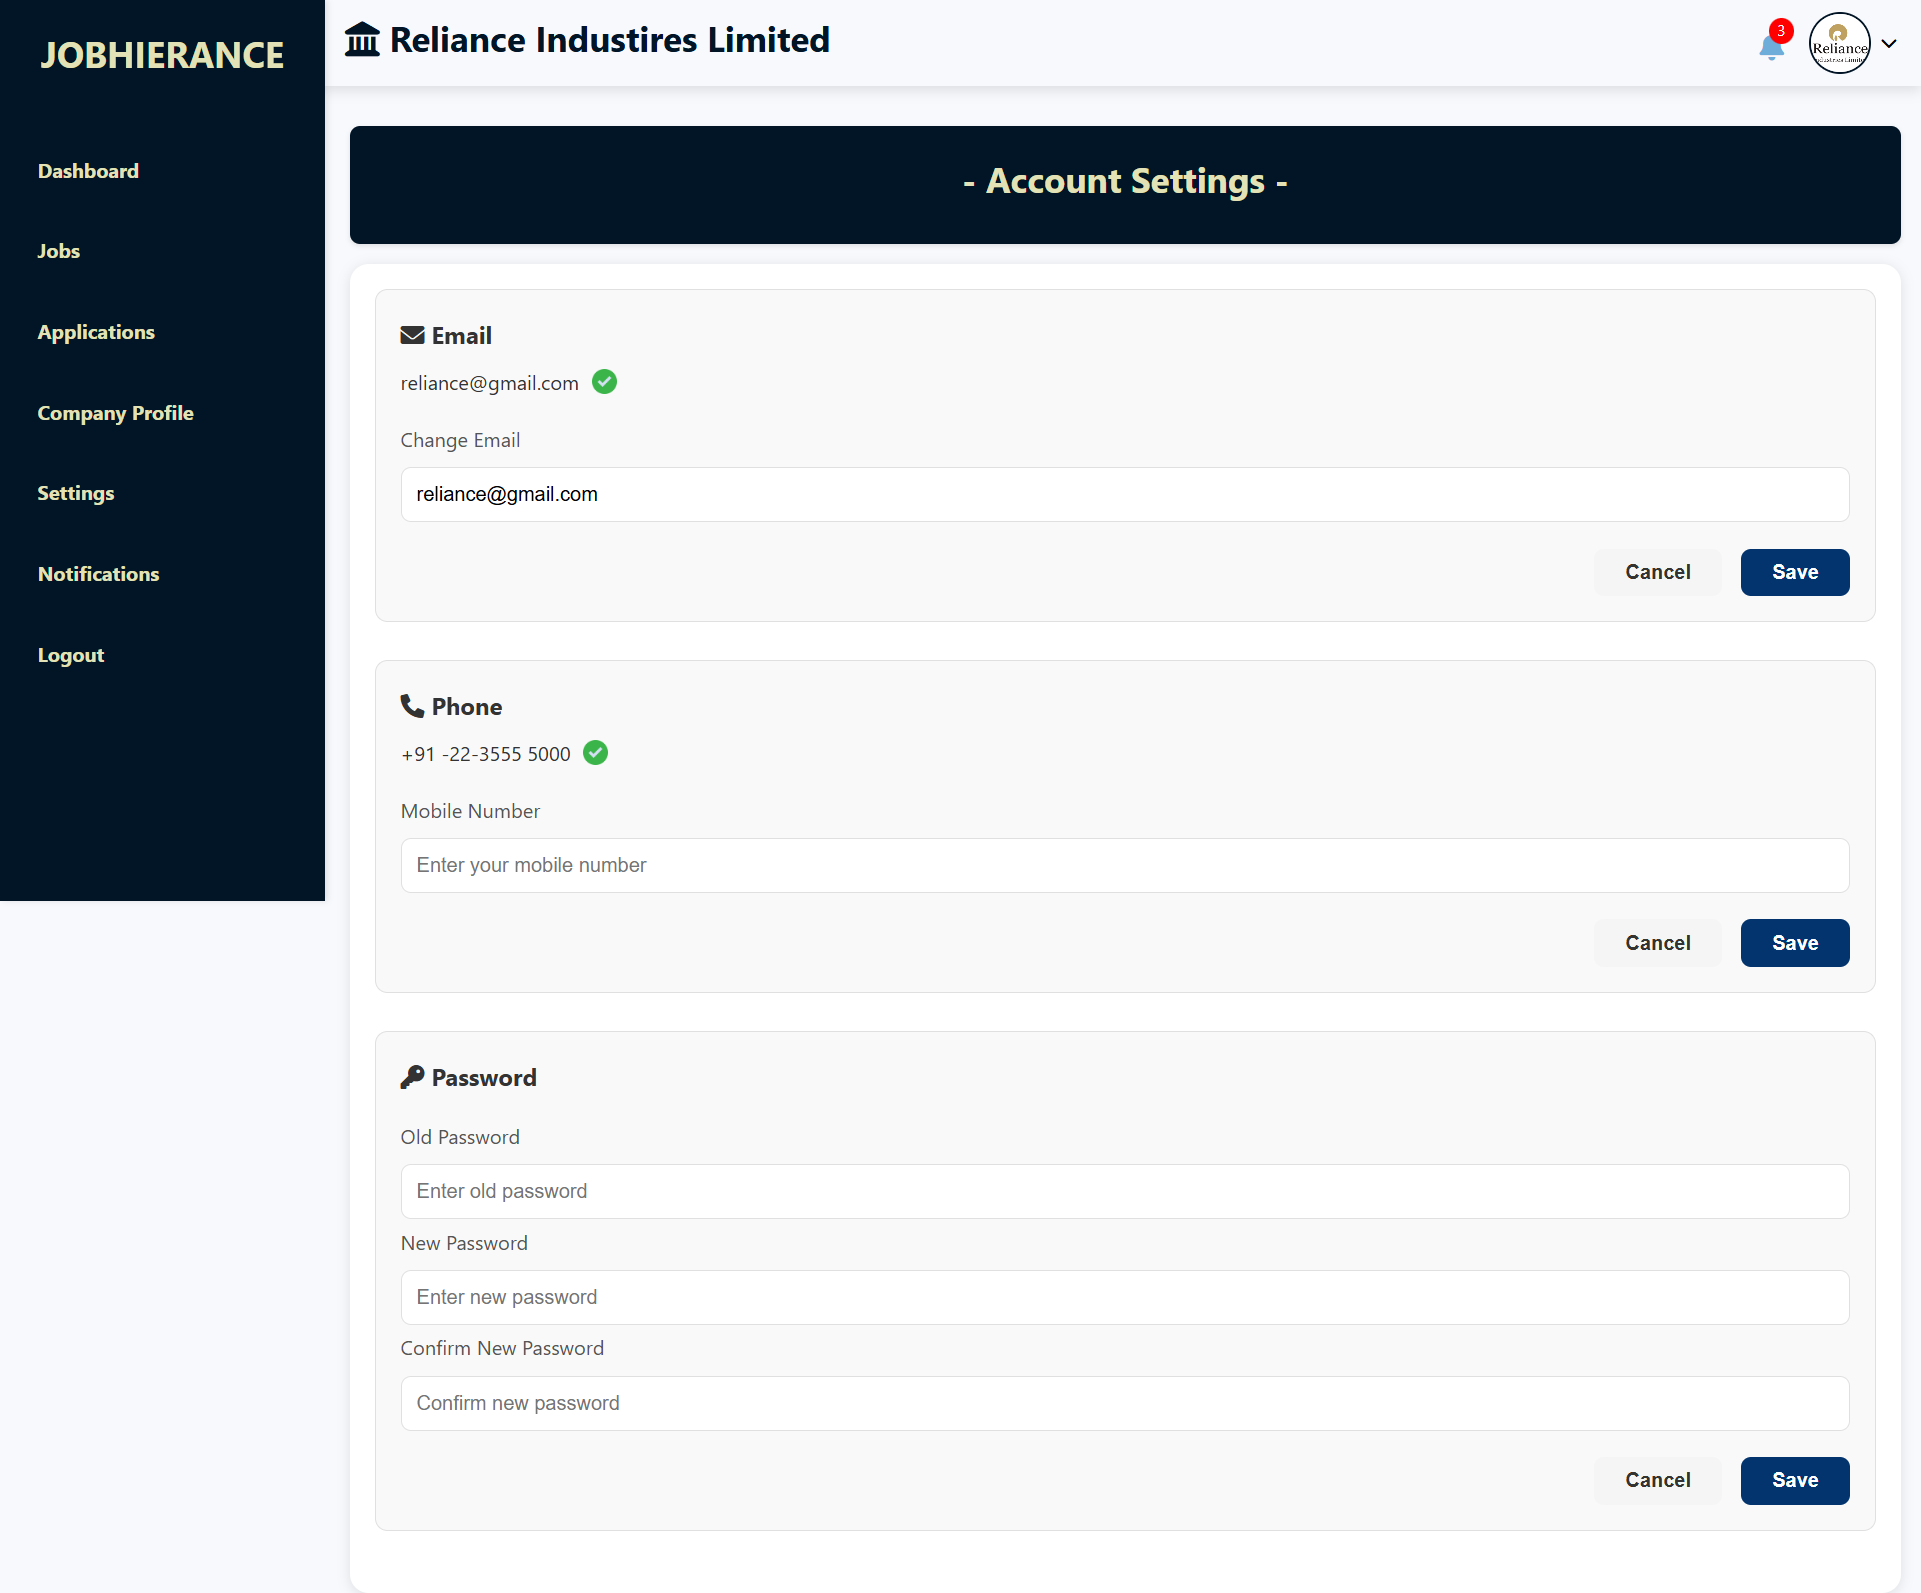 JOBHIERANCE
Dashboard
Jobs
Applications
Company Profile
Settings
Notifications
Logout
Reliance Industires Limited
3
Reliance
- Account Settings -
Email
reliance@gmail.com
Change Email
reliance@gmail.com
Cancel
Save
Phone
+91 -22-3555 5000
Mobile Number
Enter your mobile number
Cancel
Save
Password
Old Password
Enter old password
New Password
Enter new password
Confirm New Password
Confirm new password
Cancel
Save